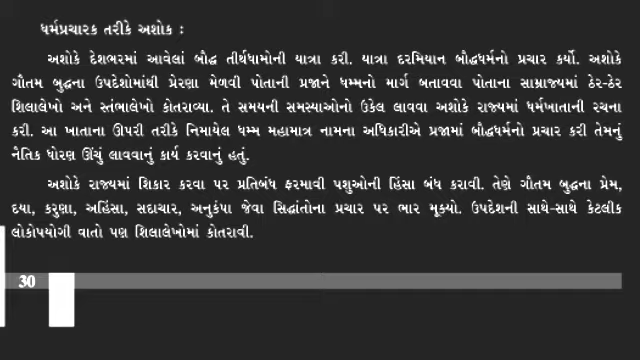 ધર્મપ્રચારક તરીકે અશોક :
અશોકે દેશભરમાં આવેલાં બૌદ્ધ તીર્થધામોની યાત્રા કરી. યાત્રા દરમિયાન બૌદ્ધધર્મનો પ્રચાર કર્યો. અશોકે
ગૌતમ બુદ્ધના ઉપદેશોમાંથી પ્રેરણા મેળવી પોતાની પ્રજાને ધમ્મનો માર્ગ બતાવવા પોતાના સામ્રાજ્યમાં ઠેર-ઠેર
શિલાલેખો અને સ્તંભાલેખો કોતરાવ્યા. તે સમયની સમસ્યાઓનો ઉકેલ લાવવા અશોકે રાજ્યમાં ધર્મખાતાની રચના
કરી. આ ખાતાના ઊપરી તરીકે નિમાયેલ ધમ્મ મહામાત્ર નામના અધિકારીએ પ્રજામાં બૌદ્ધધર્મનો પ્રચાર કરી તેમનું
નૈતિક ધોરણ ઊંચું લાવવાનું કાર્ય કરવાનું હતું.
અશોકે રાજ્યમાં શિકાર કરવા પર પ્રતિબંધ ફરમાવી પશુઓની હિંસા બંધ કરાવી. તેણે ગૌતમ બુદ્ધના પ્રેમ,
દયા, કરુણા, અહિંસા, સદાચાર, અનુકંપા જેવા સિદ્ધાંતોના પ્રચાર પર ભાર મૂક્યો. ઉપદેશની સાથે-સાથે કેટલીક
લોકોપયોગી વાતો પણ શિલાલેખોમાં કોતરાવી.
30